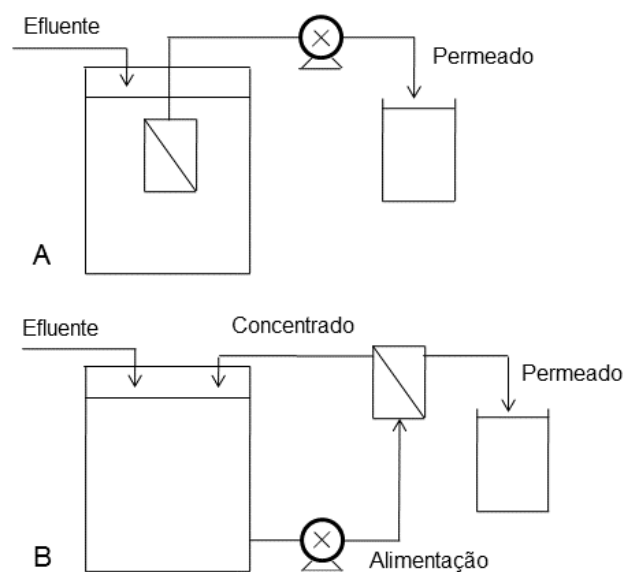 Efluente
Permeado
A
Efluente
Concentrado
Permeado
B
Alimentação